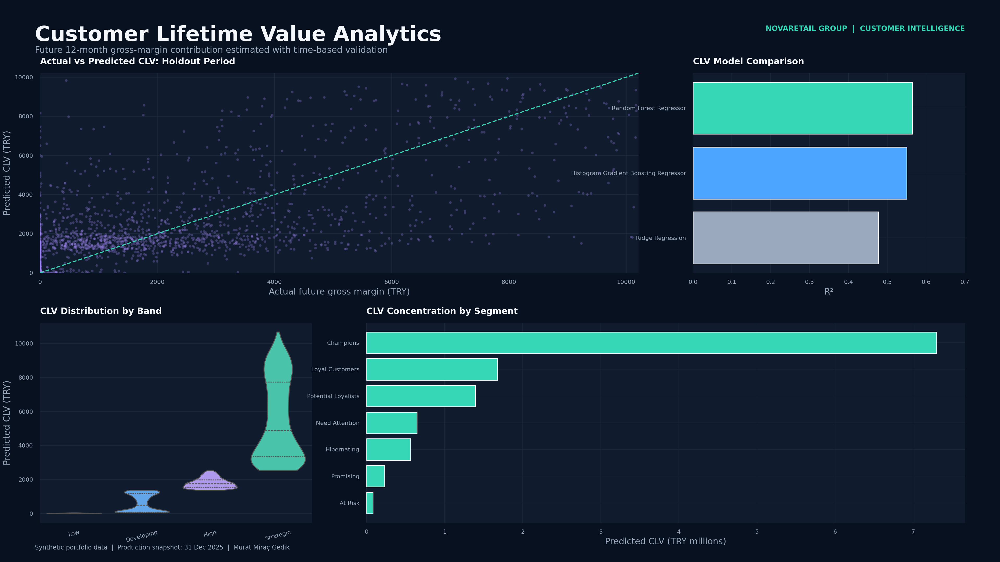 Customer Lifetime Value Analytics
NOVARETAIL GROUP | CUSTOMER INTELLIGENCE
Future 12-month gross-margin contribution estimated with time-based validation
Actual vs Predicted CLV: Holdout Period
Predicted CLV (TRY)
10000
8000
6000
4000
2000
0
0 2000 4000 6000 8000 10000
Actual future gross margin (TRY)
CLV Model Comparison
Random Forest Regressor
Histogram Gradient Boosting Regressor
Ridge Regression
0.0 0.1 0.2 0.3 0.4 0.5 0.6 0.7
R²
CLV Distribution by Band
Predicted CLV (TRY)
10000
8000
6000
4000
2000
0
Low Developing High Strategic
CLV Concentration by Segment
Champions
Loyal Customers
Potential Loyalists
Need Attention
Hibernating
Promising
At Risk
0 1 2 3 4 5 6 7
Predicted CLV (TRY millions)
Synthetic portfolio data | Production snapshot: 31 Dec 2025 | Murat Miraç Gedik